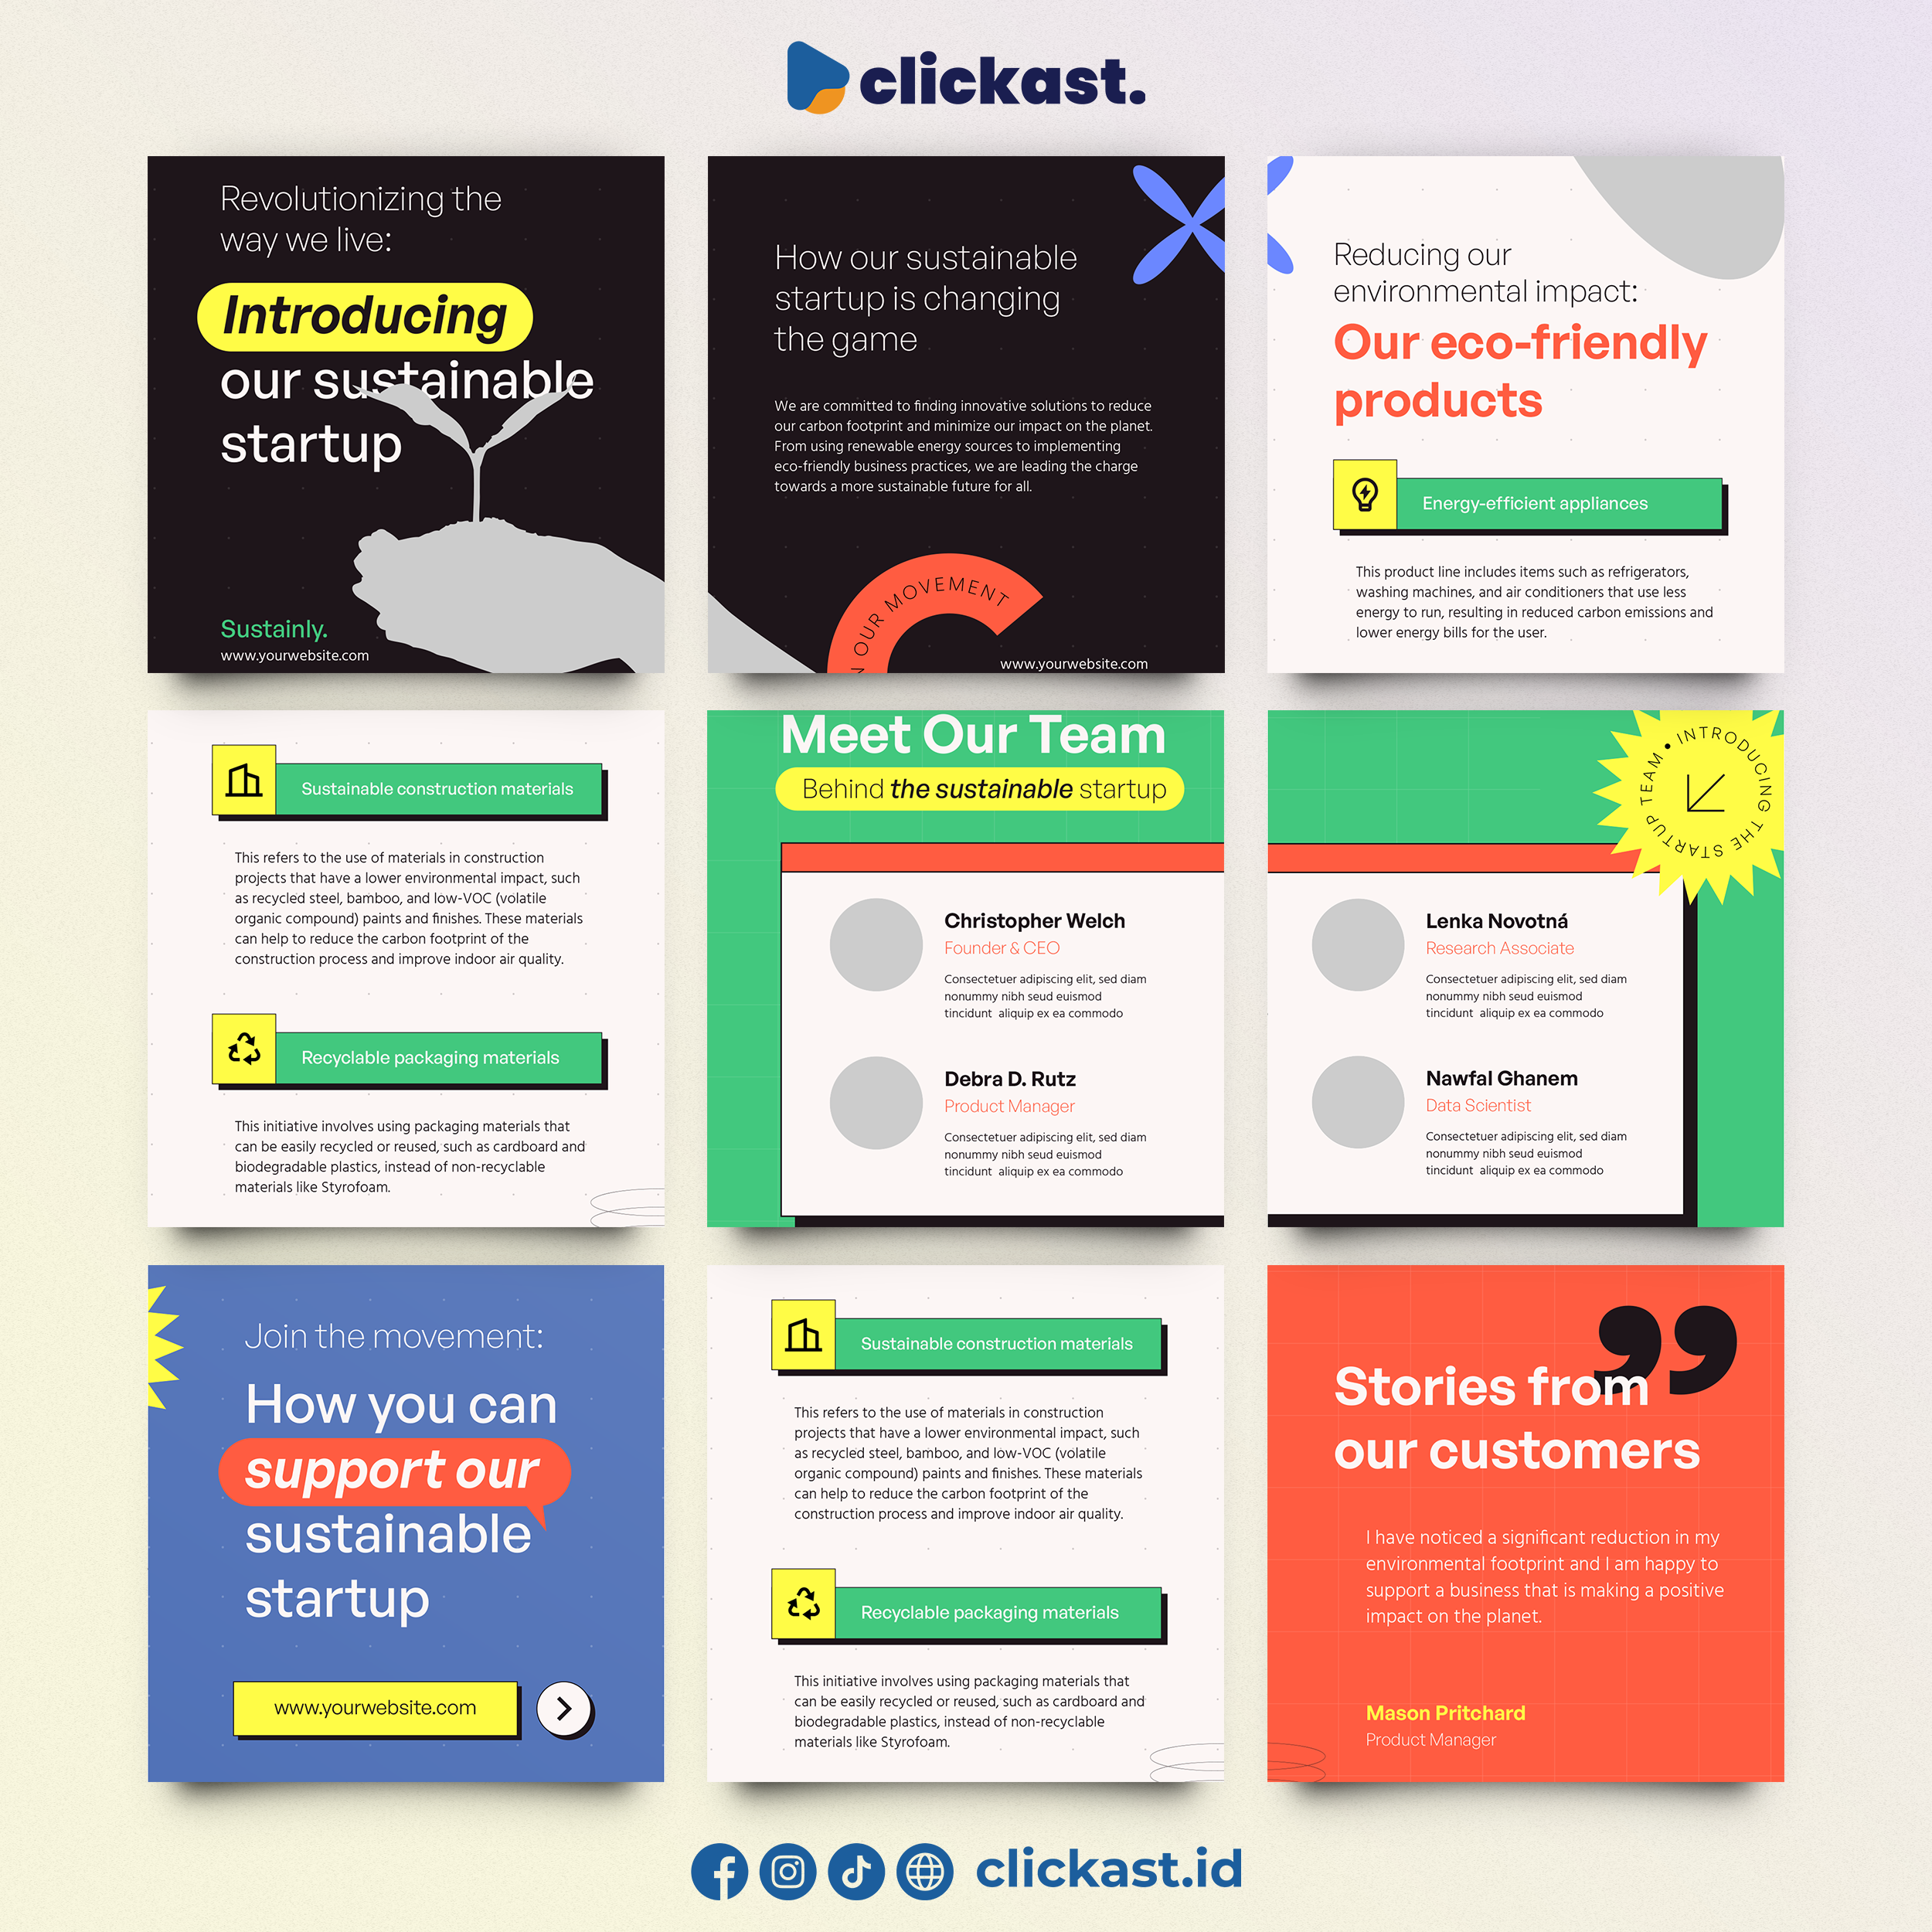 clickast.
Revolutionizing the
way we live:
Introducing
our sustainable
startup
Sustainly.
www.yourwebsite.com
How our sustainable
startup is changing
the game
We are committed to finding innovative solutions to reduce
our carbon footprint and minimize our impact on the planet.
From using renewable energy sources to implementing
eco-friendly business practices, we are leading the charge
towards a more sustainable future for all.
N OUR MOVEMENT
www.yourwebsite.com
Reducing our
environmental impact:
Our eco-friendly
products
Energy-efficient appliances
This product line includes items such as refrigerators,
washing machines, and air conditioners that use less
energy to run, resulting in reduced carbon emissions and
lower energy bills for the user.
Sustainable construction materials
This refers to the use of materials in construction
projects that have a lower environmental impact, such
as recycled steel, bamboo, and low-VOC (volatile
organic compound) paints and finishes. These materials
can help to reduce the carbon footprint of the
construction process and improve indoor air quality.
Recyclable packaging materials
This initiative involves using packaging materials that
can be easily recycled or reused, such as cardboard and
biodegradable plastics, instead of non-recyclable
materials like Styrofoam.
Meet Our Team
Behind the sustainable startup
Christopher Welch
Founder & CEO
Consectetuer adipiscing elit, sed diam
nonummy nibh seud euismod
tincidunt aliquip ex ea commodo
Debra D. Rutz
Product Manager
Consectetuer adipiscing elit, sed diam
nonummy nibh seud euismod
tincidunt aliquip ex ea commodo
• INTRODUCING THE STARTUP TEAM
Lenka Novotná
Research Associate
Consectetuer adipiscing elit, sed diam
nonummy nibh seud euismod
tincidunt aliquip ex ea commodo
Nawfal Ghanem
Data Scientist
Consectetuer adipiscing elit, sed diam
nonummy nibh seud euismod
tincidunt aliquip ex ea commodo
Join the movement:
How you can
support our
sustainable
startup
www.yourwebsite.com
Sustainable construction materials
This refers to the use of materials in construction
projects that have a lower environmental impact, such
as recycled steel, bamboo, and low-VOC (volatile
organic compound) paints and finishes. These materials
can help to reduce the carbon footprint of the
construction process and improve indoor air quality.
Recyclable packaging materials
This initiative involves using packaging materials that
can be easily recycled or reused, such as cardboard and
biodegradable plastics, instead of non-recyclable
materials like Styrofoam.
”
Stories from
our customers
I have noticed a significant reduction in my
environmental footprint and I am happy to
support a business that is making a positive
impact on the planet.
Mason Pritchard
Product Manager
clickast.id